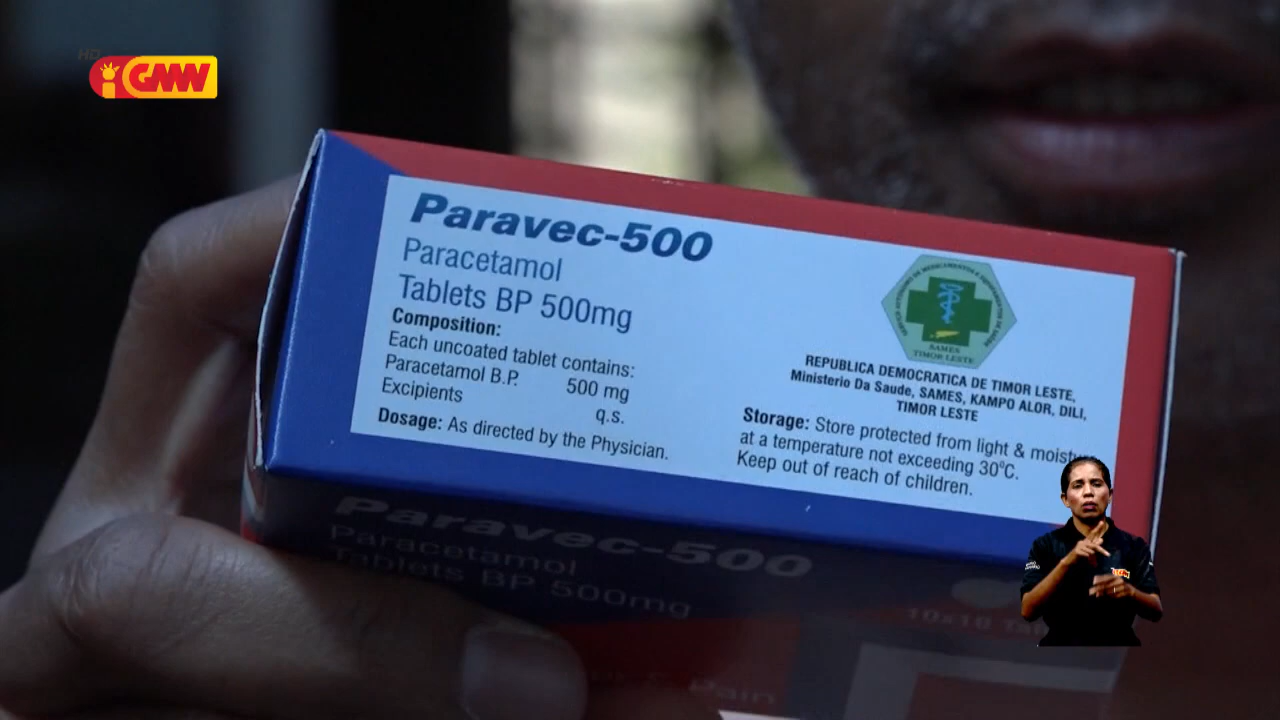 HD
GMN
Paravec-500
Paracetamol
Tablets BP 500mg
Composition:
Each uncoated tablet contains:
Paracetamol B.P. 500 mg
Excipients q.s.
Dosage: As directed by the Physician.
SAMES
TIMOR LESTE
REPUBLICA DEMOCRATICA DE TIMOR LESTE,
Ministerio Da Saude, SAMES, KAMPO ALOR, DILI,
TIMOR LESTE
Storage: Store protected from light &
at a temperature not exceeding 30°C.
Keep out of reach of children.
Paravec-500
Paracetamol
Tablets BP 500mg
Pain